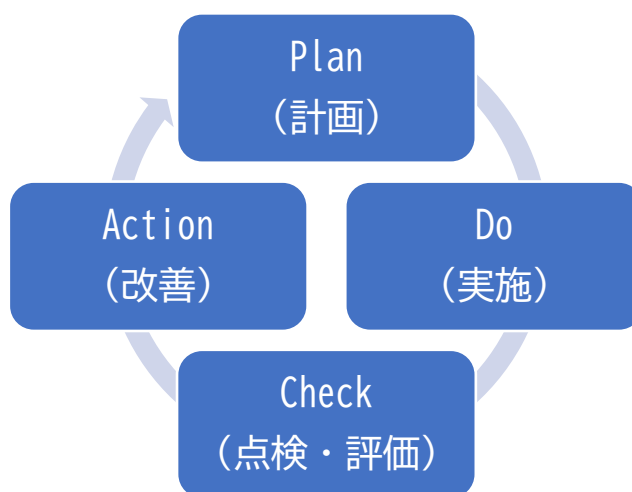 Plan
（計画）
Do
（実施）
Check
（点検・評価）
Action
（改善）